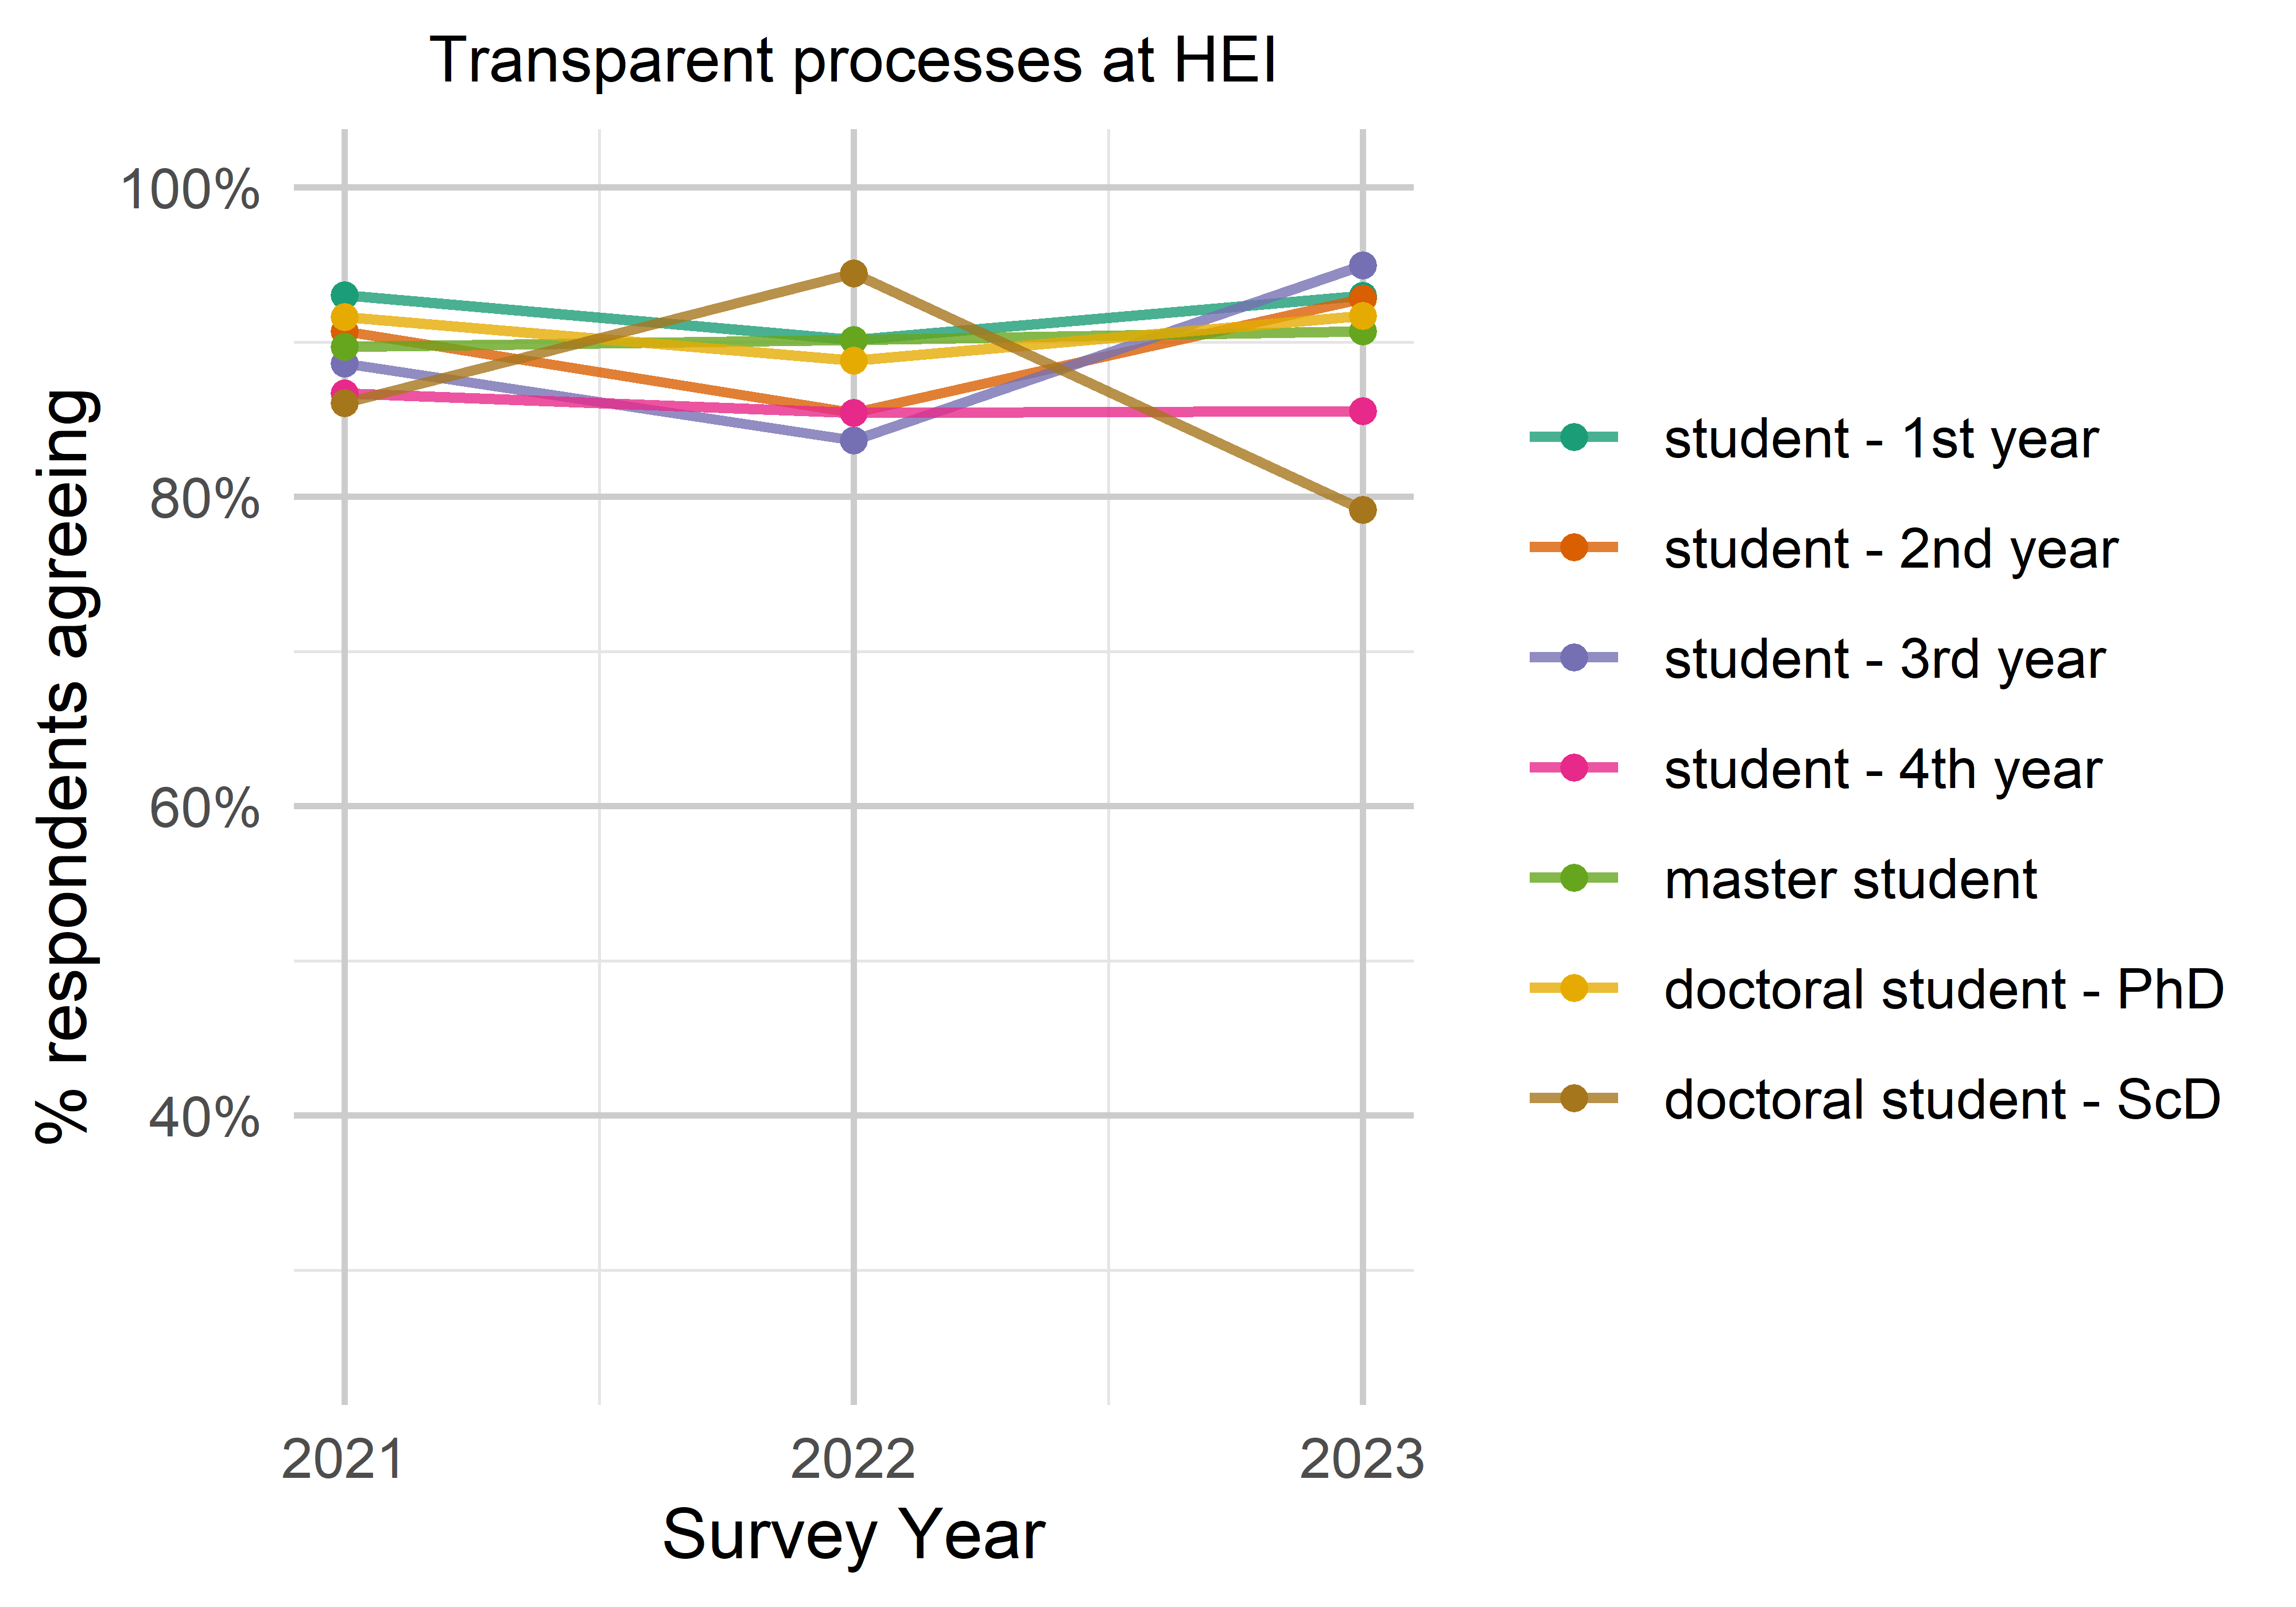 Transparent processes at HEI
100%
80%
60%
40%
% respondents agreeing
2021
2022
2023
Survey Year
student - 1st year
student - 2nd year
student - 3rd year
student - 4th year
master student
doctoral student - PhD
doctoral student - ScD